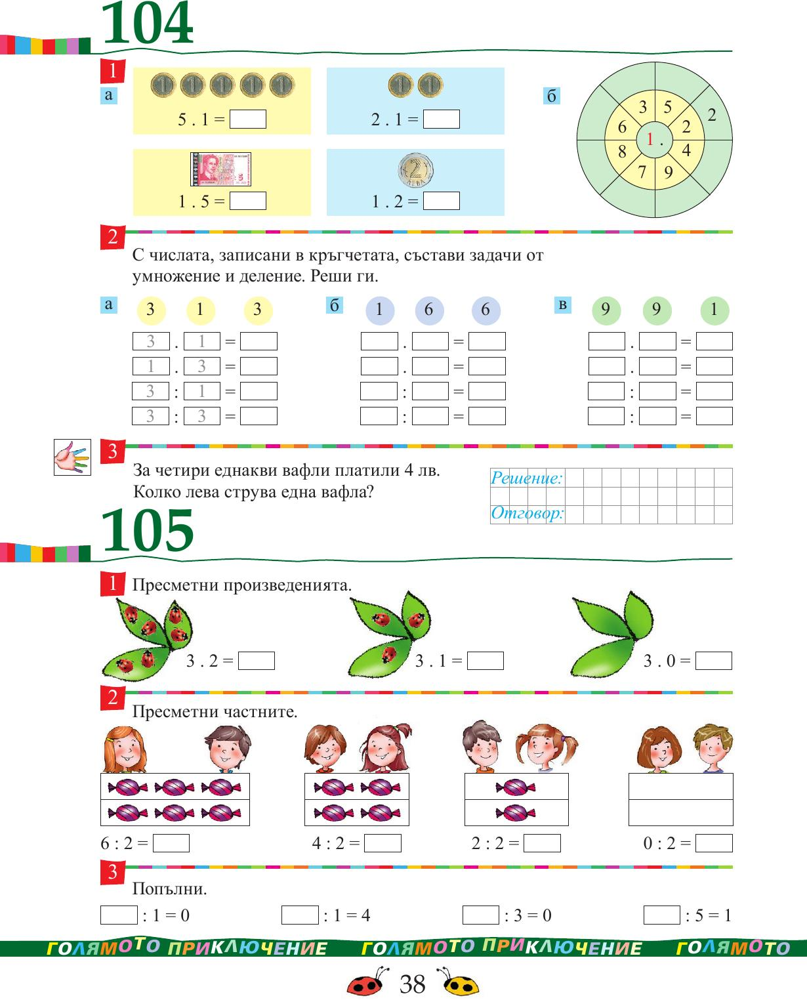 104
1
а
5 . 1 =
2 . 1 =
1 . 5 =
1 . 2 =
б
3 5
6 2 2
1 .
8 4
7 9
2
С числата, записани в кръгчетата, състави задачи от
умножение и деление. Реши ги.
а 3 1 3
б 1 6 6
в 9 9 1
3 . 1 =
. =
. =
1 . 3 =
. =
. =
3 : 1 =
: =
: =
3 : 3 =
: =
: =
3
За четири еднакви вафли платили 4 лв.
Колко лева струва една вафла?
Решение:
Отговор:
105
1 Пресметни произведенията.
3 . 2 =
3 . 1 =
3 . 0 =
2
Пресметни частните.
6 : 2 =
4 : 2 =
2 : 2 =
0 : 2 =
3
Попълни.
: 1 = 0
: 1 = 4
: 3 = 0
: 5 = 1
ГОЛЯМОТО ПРИКЛЮЧЕНИЕ ГОЛЯМОТО ПРИКЛЮЧЕНИЕ ГОЛЯМОТО
38